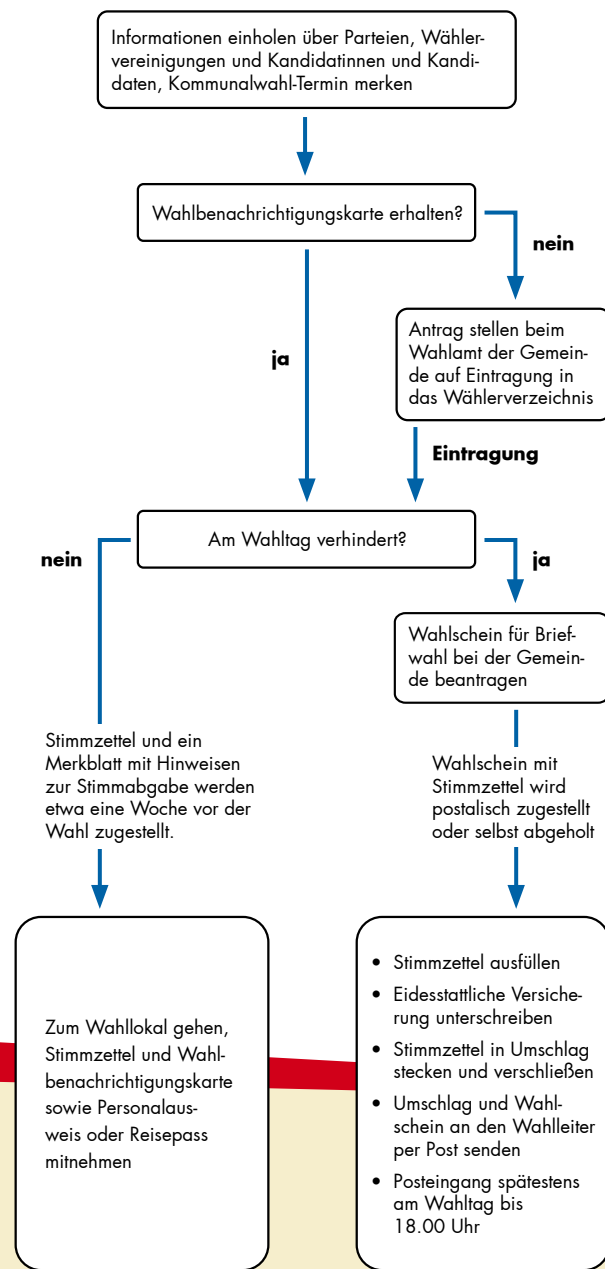 Informationen einholen über Parteien, Wähler-
vereinigungen und Kandidatinnen und Kandi-
daten, Kommunalwahl-Termin merken
Wahlbenachrichtigungskarte erhalten?
nein
Antrag stellen beim
Wahlamt der Gemein-
de auf Eintragung in
das Wählerverzeichnis
ja
Eintragung
Am Wahltag verhindert?
nein
ja
Wahlschein für Brief-
wahl bei der Gemein-
de beantragen
Stimmzettel und ein
Merkblatt mit Hinweisen
zur Stimmabgabe werden
etwa eine Woche vor der
Wahl zugestellt.
Wahlschein mit
Stimmzettel wird
postalisch zugestellt
oder selbst abgeholt
Zum Wahllokal gehen,
Stimmzettel und Wahl-
benachrichtigungskarte
sowie Personalaus-
weis oder Reisepass
mitnehmen
• Stimmzettel ausfüllen
• Eidesstattliche Versiche-
rung unterschreiben
• Stimmzettel in Umschlag
stecken und verschließen
• Umschlag und Wahl-
schein an den Wahlleiter
per Post senden
• Posteingang spätestens
am Wahltag bis
18.00 Uhr